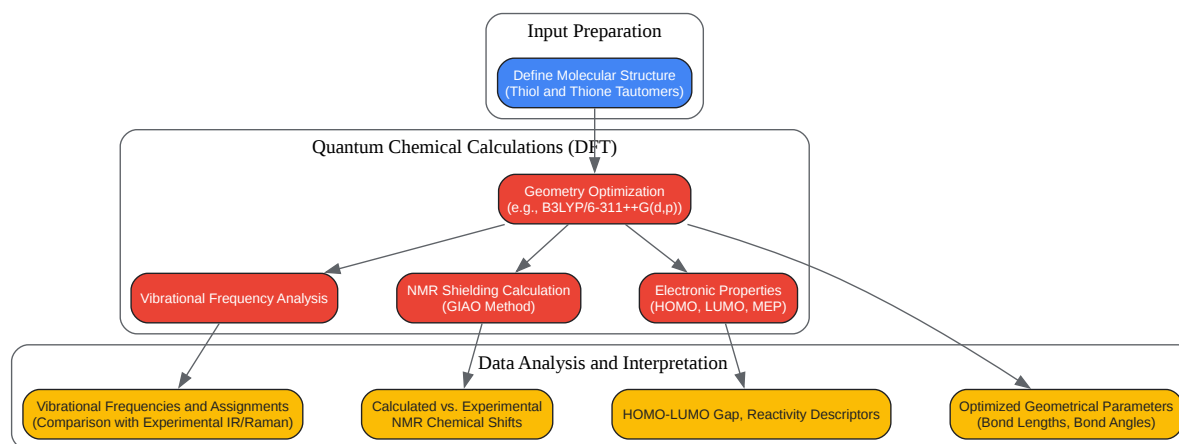 Input Preparation
Define Molecular Structure
(Thiol and Thione Tautomers)
Quantum Chemical Calculations (DFT)
Geometry Optimization
(e.g., B3LYP/6-311++G(d,p))
Vibrational Frequency Analysis
NMR Shielding Calculation
(GIAO Method)
Electronic Properties
(HOMO, LUMO, MEP)
Data Analysis and Interpretation
Vibrational Frequencies and Assignments
(Comparison with Experimental IR/Raman)
Calculated vs. Experimental
NMR Chemical Shifts
HOMO-LUMO Gap, Reactivity Descriptors
Optimized Geometrical Parameters
(Bond Lengths, Bond Angles)